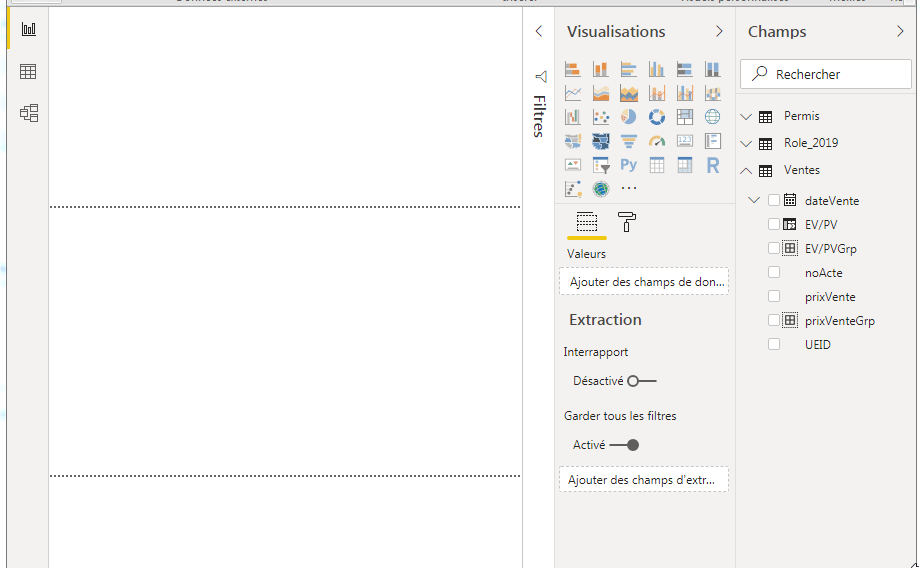 Filtres
Visualisations
Py
123
R
Valeurs
Ajouter des champs de don...
Extraction
Interrapport
Désactivé
Garder tous les filtres
Activé
Ajouter des champs d'extr...
Champs
Rechercher
Permis
Role_2019
Ventes
dateVente
EV/PV
EV/PVGrp
noActe
prixVente
prixVenteGrp
UEID